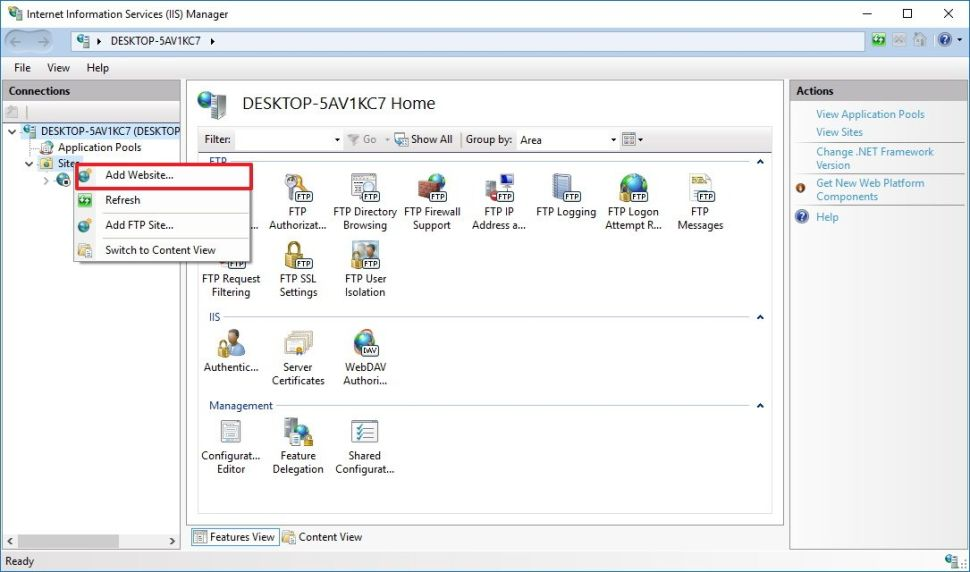 Internet Information Services (IIS) Manager
DESKTOP-5AV1KC7
File View Help
Connections
DESKTOP-5AV1KC7 (DESKTOP
Application Pools
Sites
Add Website...
Refresh
Add FTP Site...
Switch to Content View
DESKTOP-5AV1KC7 Home
Filter: Go Show All Group by: Area
FTP
FTP
Authorizat...
FTP Directory
Browsing
FTP Firewall
Support
FTP IP
Address a...
FTP Logging
FTP Logon
Attempt R...
FTP
Messages
FTP Request
Filtering
FTP SSL
Settings
FTP User
Isolation
IIS
Authentic...
Server
Certificates
WebDAV
Authori...
Management
Configurat...
Editor
Feature
Delegation
Shared
Configurat...
Features View
Content View
Actions
View Application Pools
View Sites
Change .NET Framework
Version
Get New Web Platform
Components
Help
Ready